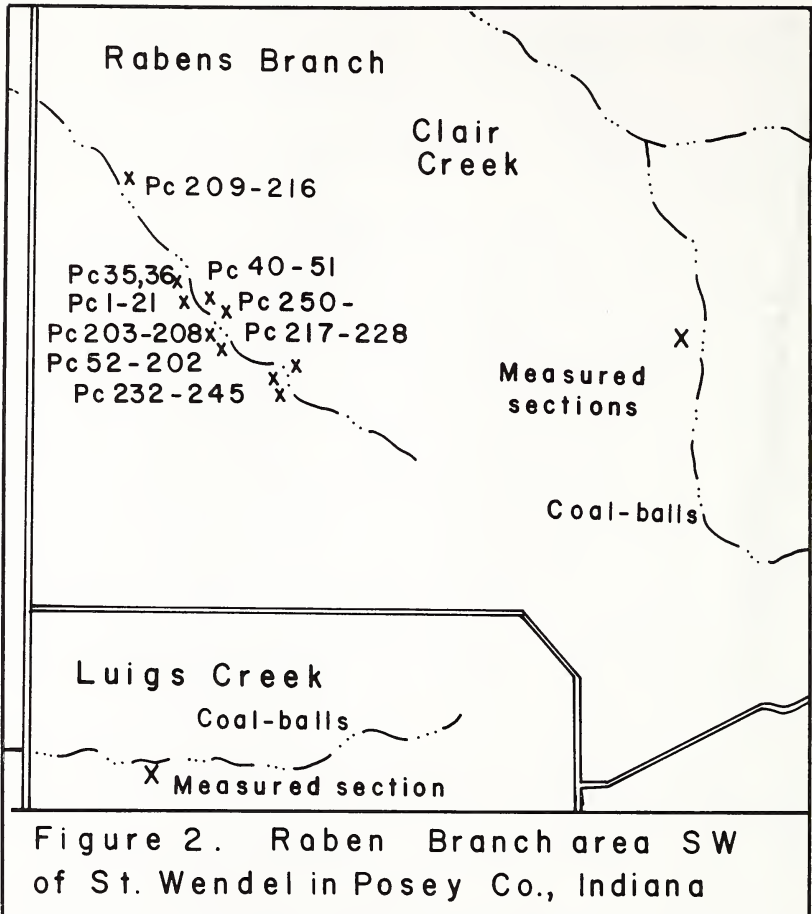 Rabens Branch
Clair
Creek
Pc 209-216
Pc 35,36 Pc 40-51
Pc 1-21 Pc 250-
Pc 203-208 Pc 217-228
Pc 52-202
Pc 232-245
Measured
sections
Coal-balls
Luigs Creek
Coal-balls
Measured section
Figure 2. Raben Branch area SW
of St. Wendel in Posey Co., Indiana